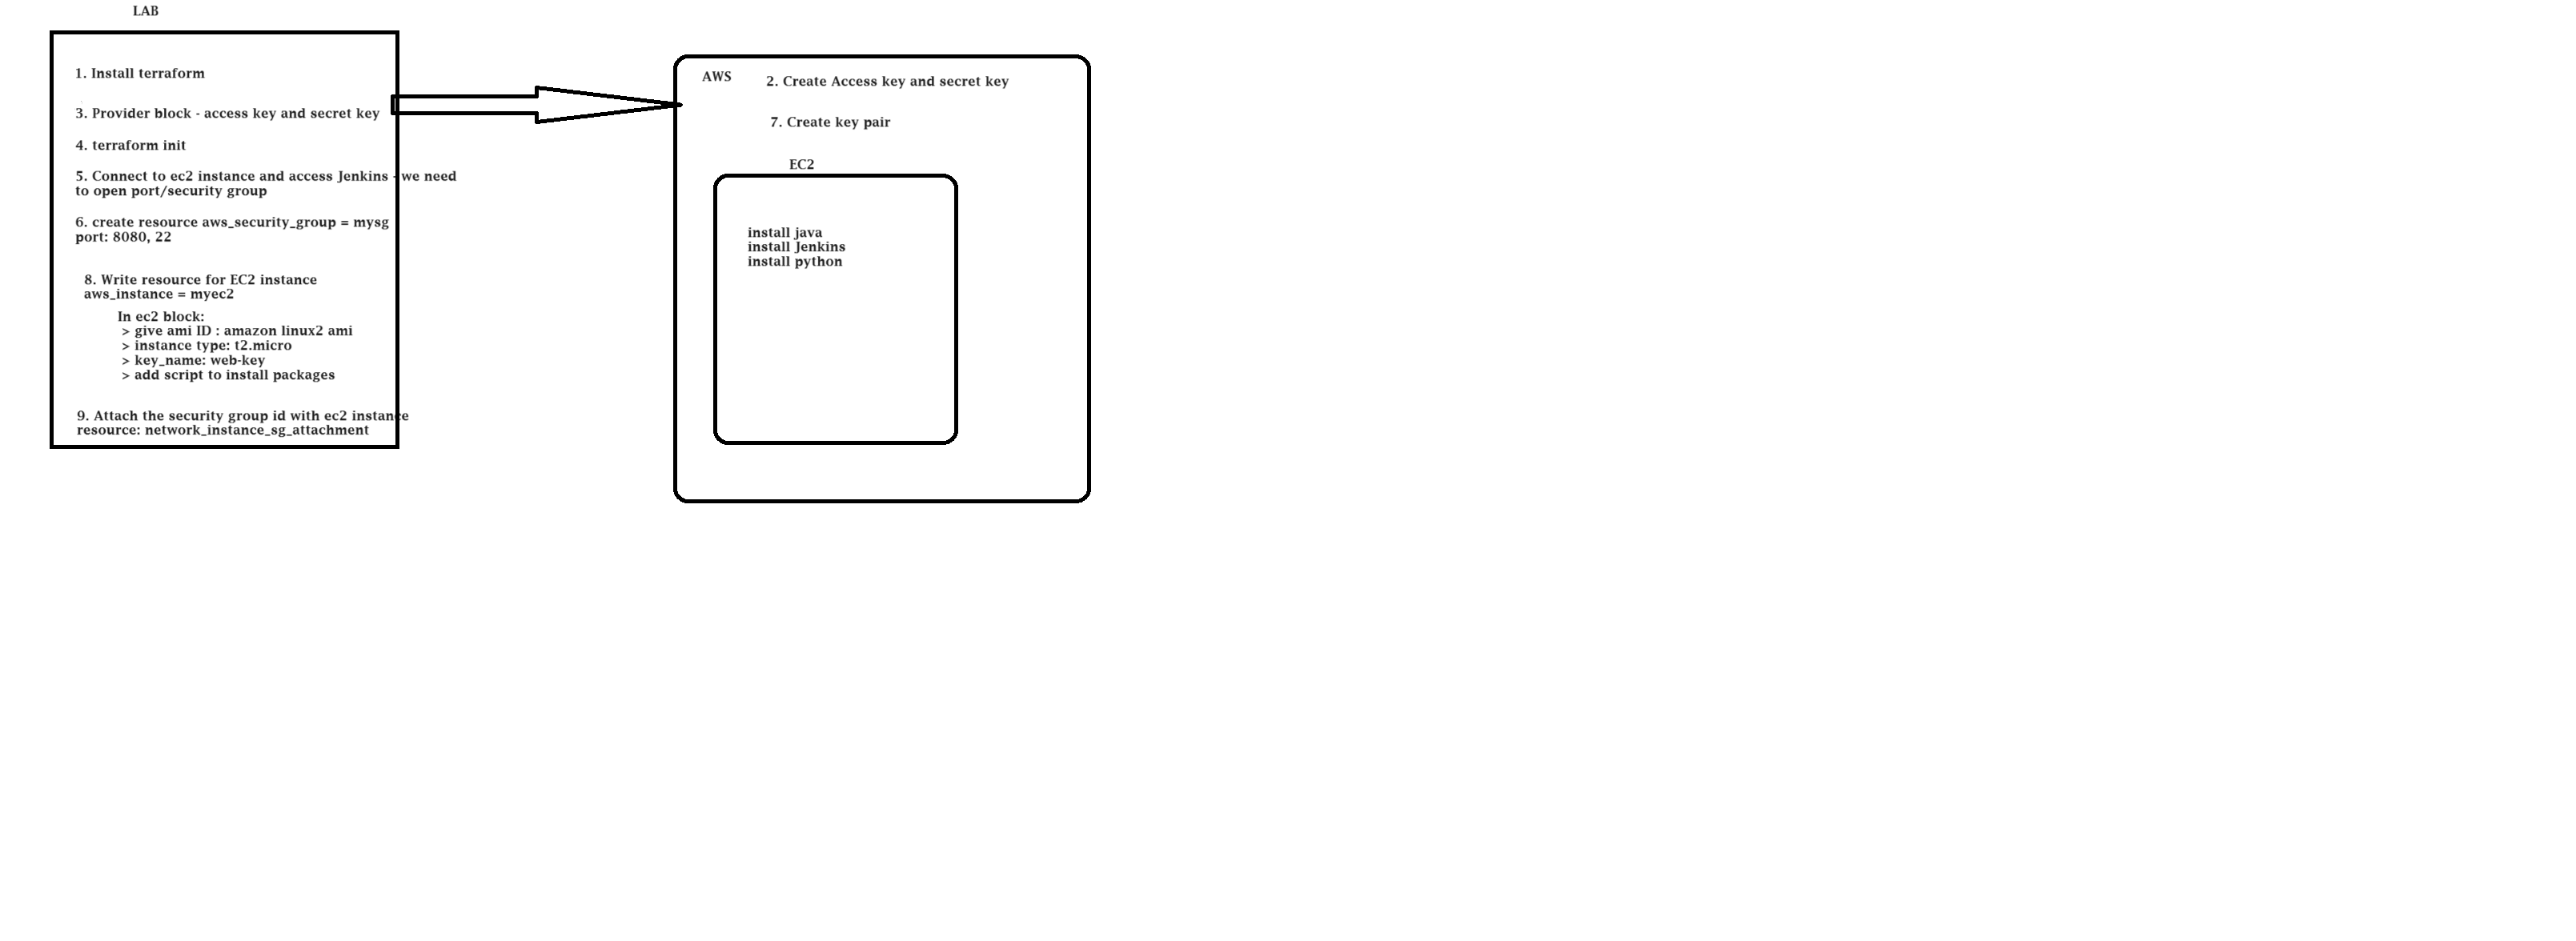 LAB
1. Install terraform
3. Provider block - access key and secret key
4. terraform init
5. Connect to ec2 instance and access Jenkins - we need
to open port/security group
6. create resource aws_security_group = mysg
port: 8080, 22
8. Write resource for EC2 instance
aws_instance = myec2
In ec2 block:
> give ami ID : amazon linux2 ami
> instance type: t2.micro
> key_name: web-key
> add script to install packages
9. Attach the security group id with ec2 instance
resource: network_instance_sg_attachment
AWS
2. Create Access key and secret key
7. Create key pair
EC2
install java
install Jenkins
install python